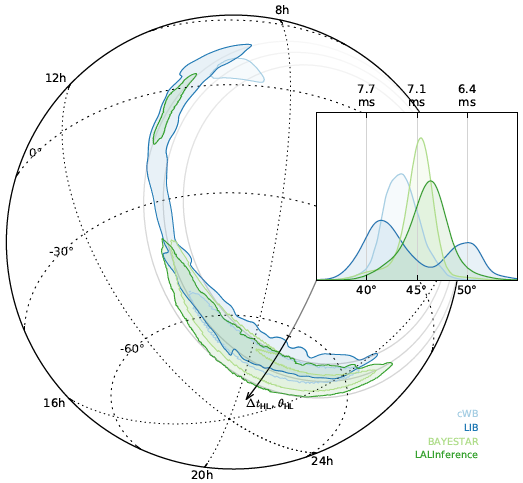 8h
12h
0°
-30°
-60°
16h
20h
24h
7.7 ms
7.1 ms
6.4 ms
40°
45°
50°
Δt_HL, θ_HL
cWB
LIB
BAYESTAR
LALInference